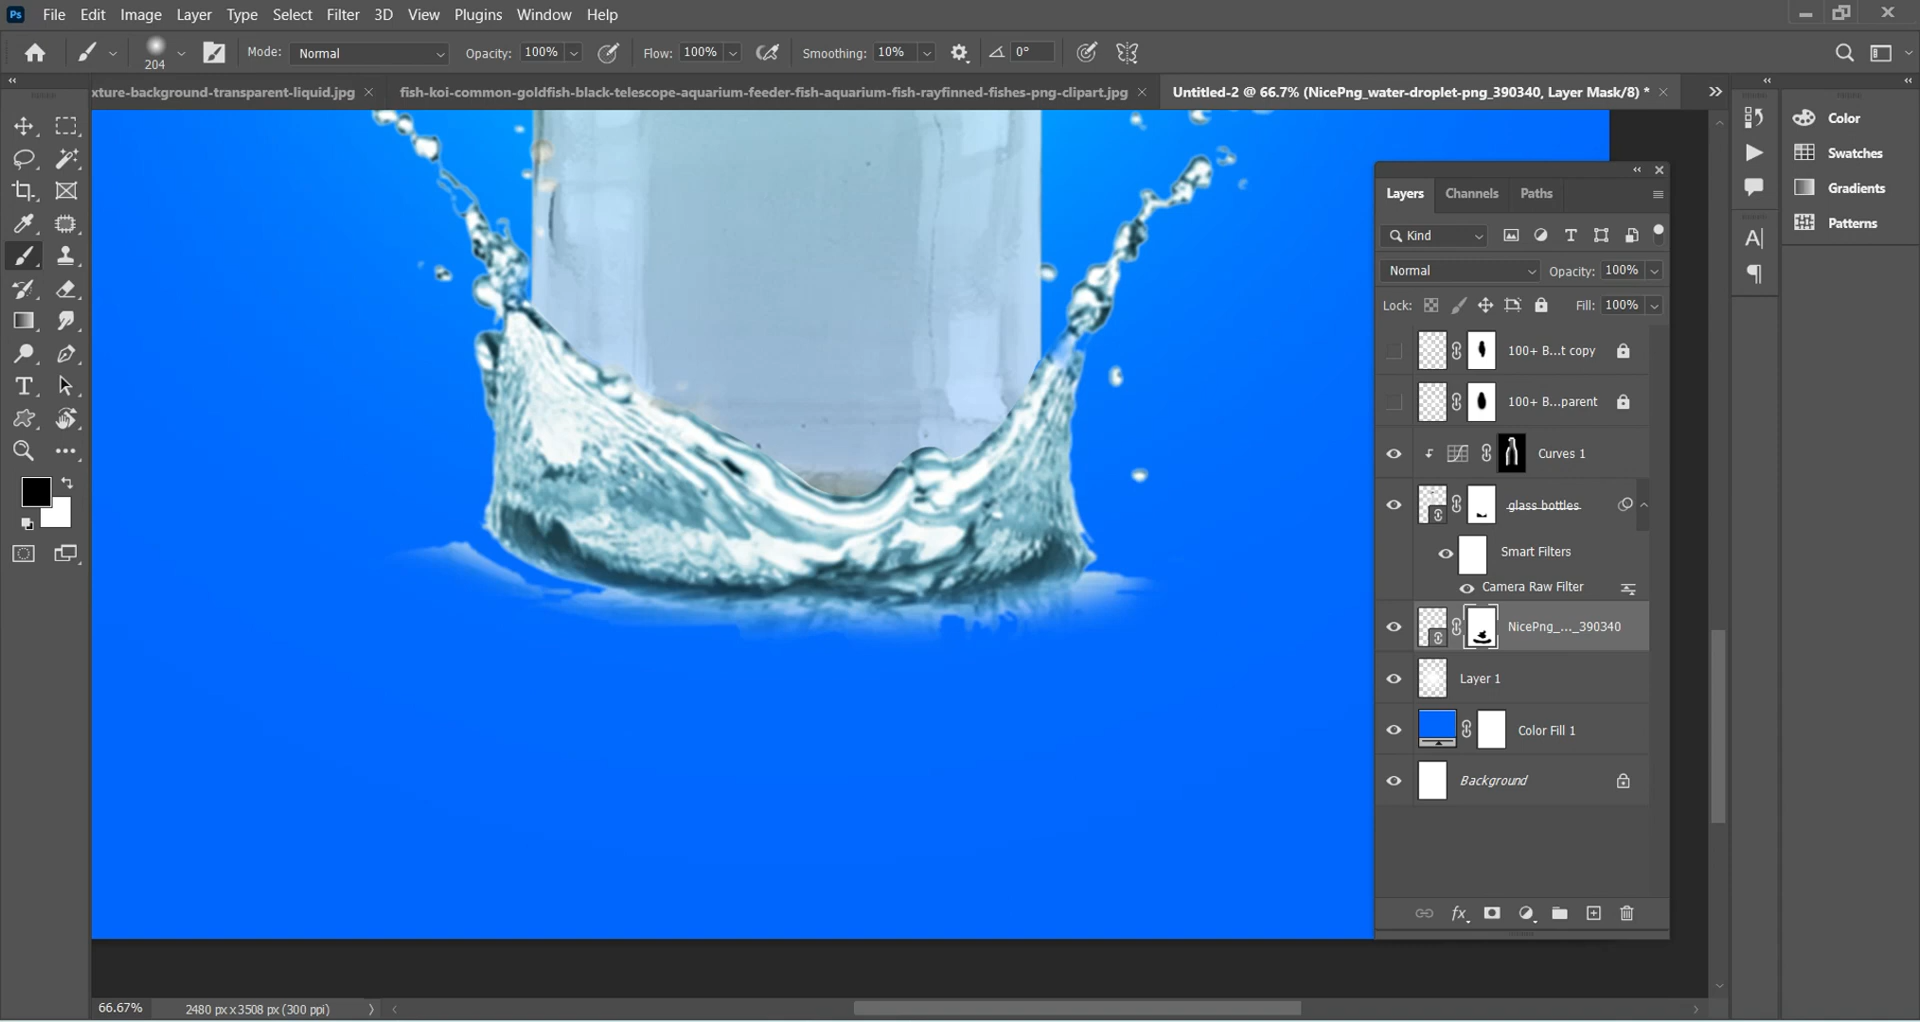 Ps File Edit Image Layer Type Select Filter 3D View Plugins Window Help
204 Mode: Normal Opacity: 100% Flow: 100% Smoothing: 10% 0°
xture-background-transparent-liquid.jpg × fish-koi-common-goldfish-black-telescope-aquarium-feeder-fish-aquarium-fish-rayfinned-fishes-png-clipart.jpg × Untitled-2 @ 66.7% (NicePng_water-droplet-png_390340, Layer Mask/8) * ×
Color
Swatches
Gradients
Patterns
Layers Channels Paths
Kind
Normal Opacity: 100%
Lock: Fill: 100%
100+ B...t copy
100+ B...parent
Curves 1
glass bottles
Smart Filters
Camera Raw Filter
NicePng_..._390340
Layer 1
Color Fill 1
Background
66.67% 2480 px x 3508 px (300 ppi)